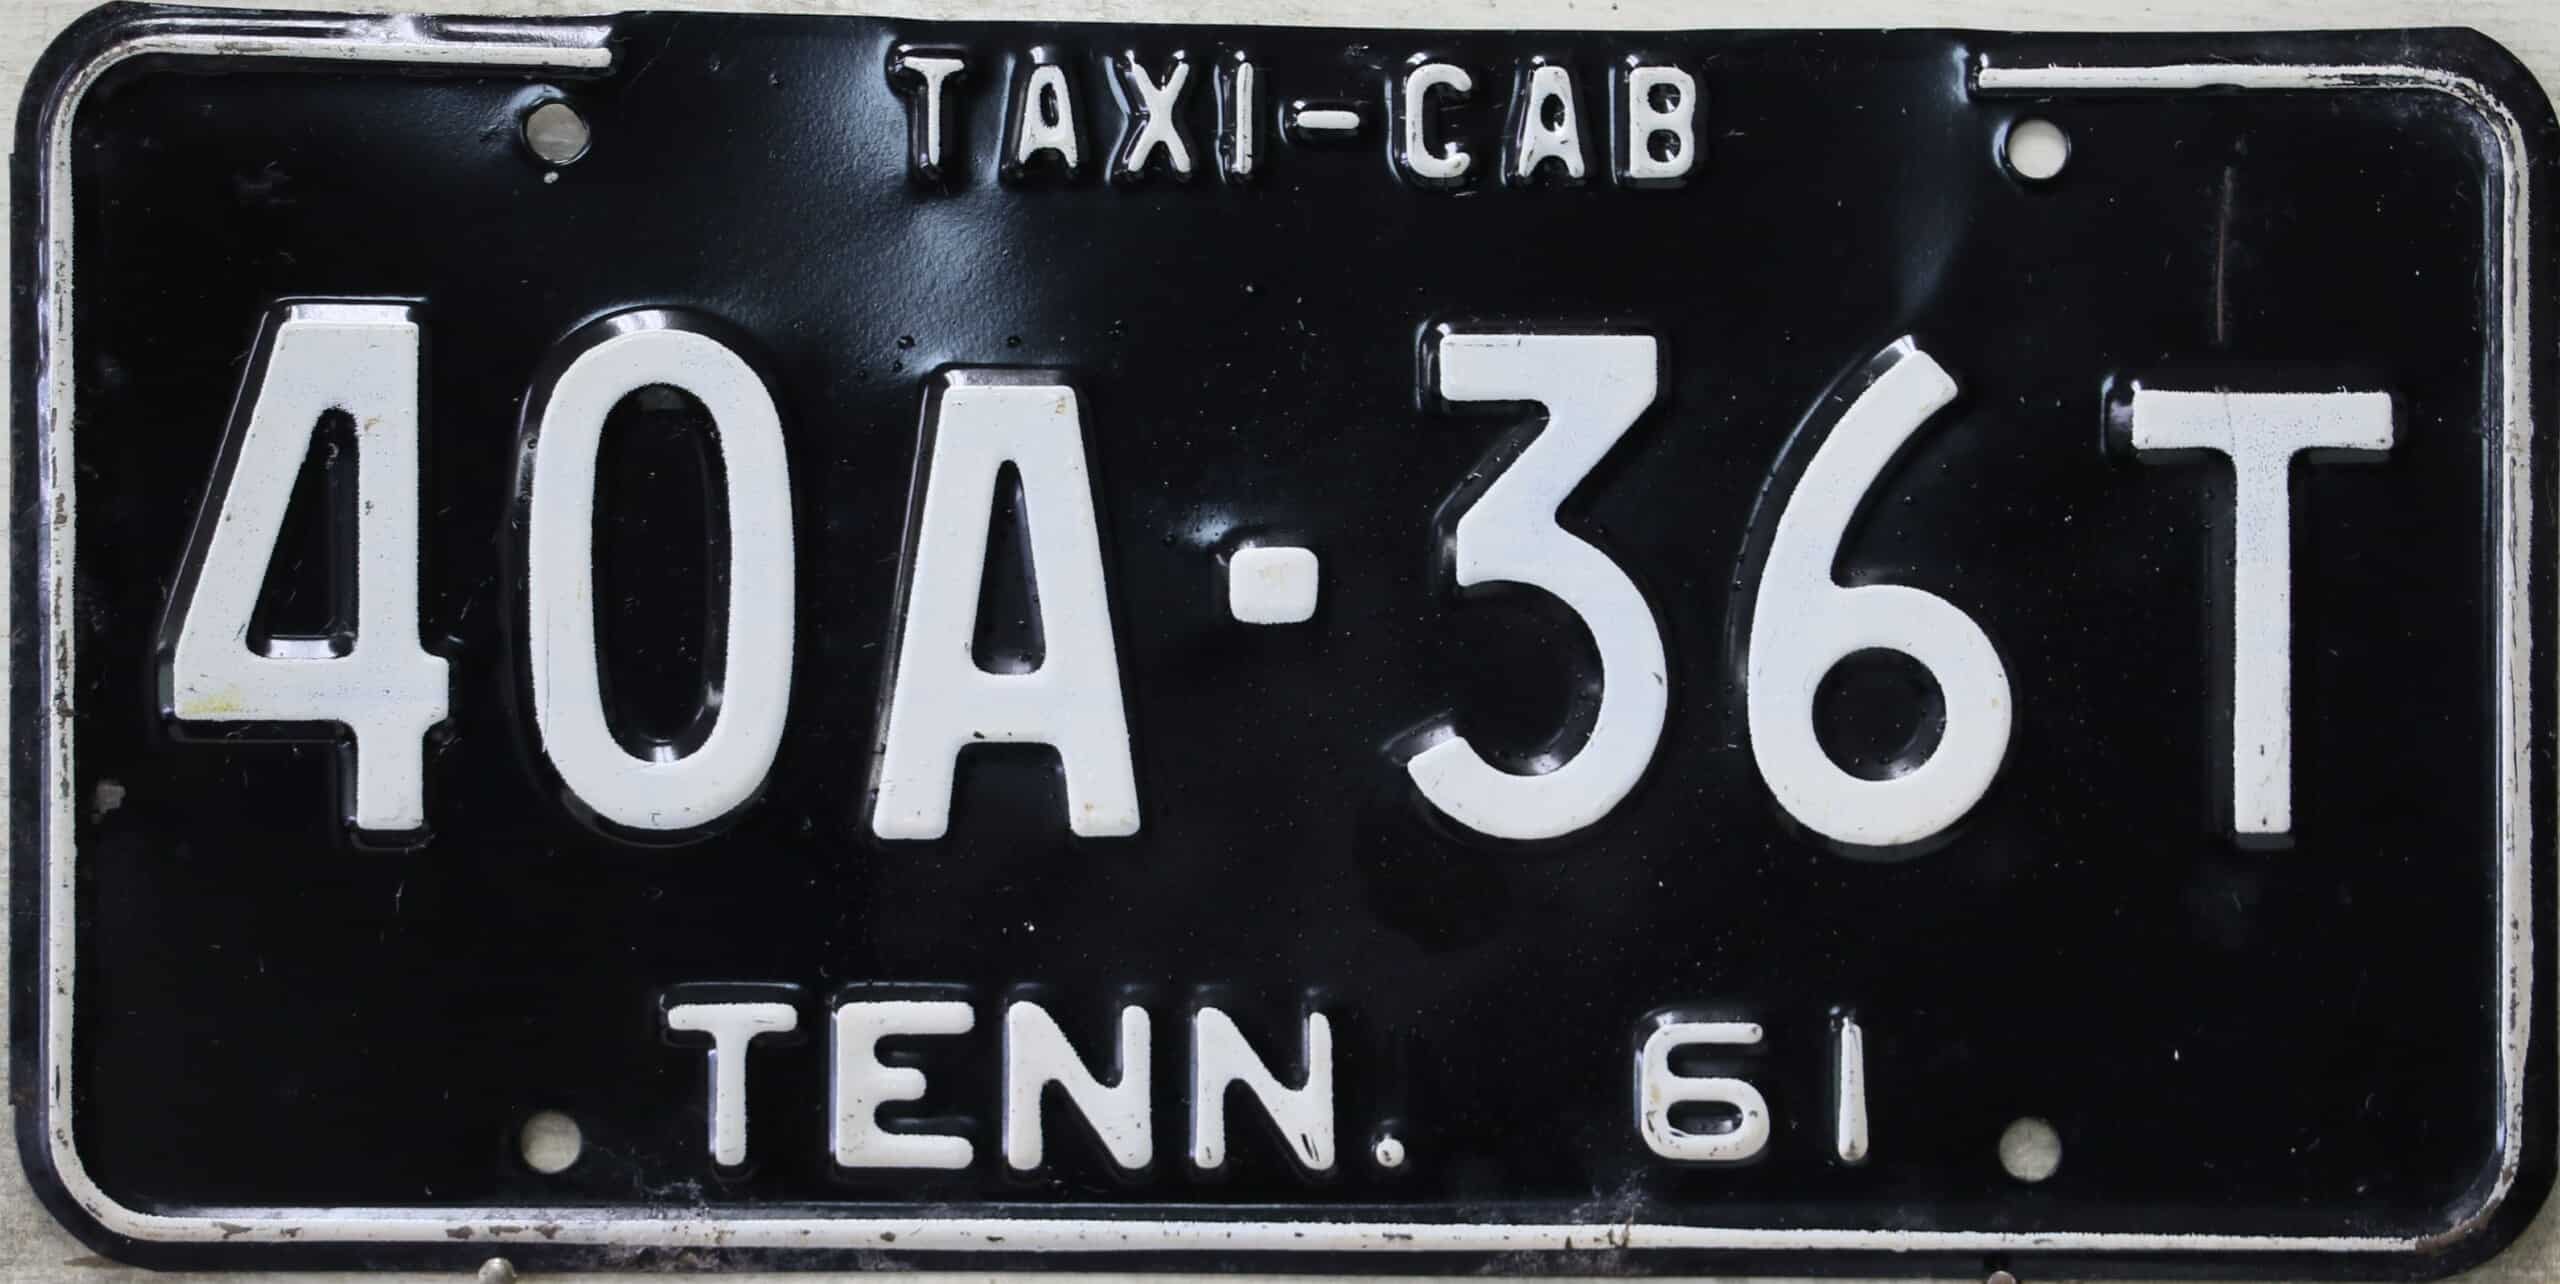 TAXI-CAB
40A·36T
TENN. 61